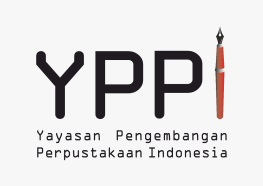 YPPI
Yayasan Pengembangan
Perpustakaan Indonesia